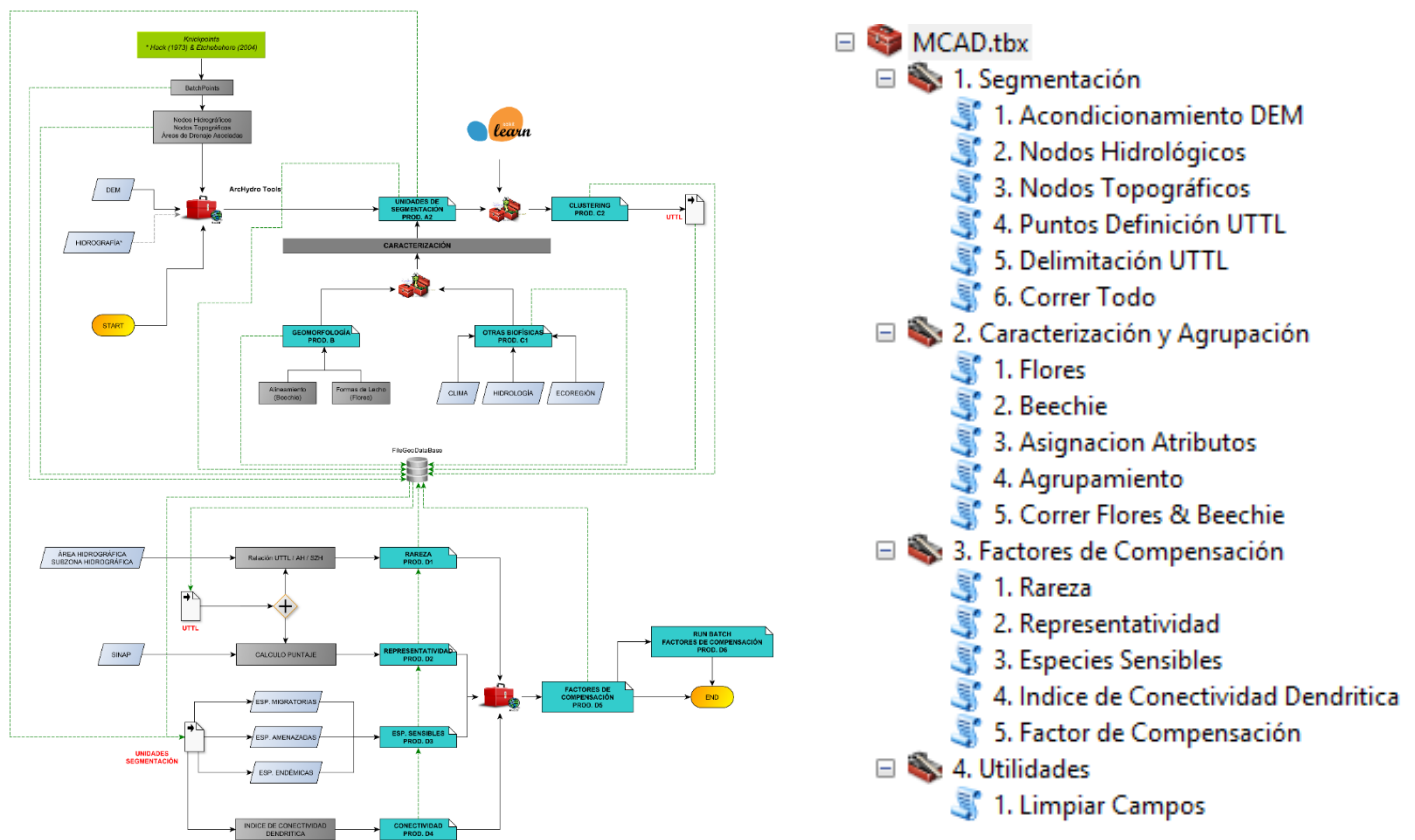 Knickpoints
* Hack (1973) & Etchebehere (2004)
BatchPoints
Nodos Hidrográficos
Nodos Topográficos
Áreas de Drenaje Asociadas
learn
DEM
ArcHydro Tools
HIDROGRAFÍA*
UNIDADES DE
SEGMENTACIÓN
PROD. A2
CLUSTERING
PROD. C2
UTTL
CARACTERIZACIÓN
START
GEOMORFOLOGÍA
PROD. B
OTRAS BIOFÍSICAS
PROD. C1
Alineamiento
(Beechie)
Formas de Lecho
(Florez)
CLIMA
HIDROLOGÍA
ECOREGIÓN
FileGeoDataBase
ÁREA HIDROGRÁFICA
SUBZONA HIDROGRÁFICA
Relación UTTL / AH / SZH
RAREZA
PROD. D1
UTTL
SINAP
CALCULO PUNTAJE
REPRESENTATIVIDAD
PROD. D2
RUN BATCH
FACTORES DE COMPENSACIÓN
PROD. D6
FACTORES DE
COMPENSACIÓN
PROD. D5
END
ESP. MIGRATORIAS
ESP. AMENAZADAS
ESP. SENSIBLES
PROD. D3
UNIDADES
SEGMENTACIÓN
ESP. ENDÉMICAS
INDICE DE CONECTIVIDAD
DENDRITICA
CONECTIVIDAD
PROD. D4
MCAD.tbx
1. Segmentación
1. Acondicionamiento DEM
2. Nodos Hidrológicos
3. Nodos Topográficos
4. Puntos Definición UTTL
5. Delimitación UTTL
6. Correr Todo
2. Caracterización y Agrupación
1. Flores
2. Beechie
3. Asignacion Atributos
4. Agrupamiento
5. Correr Flores & Beechie
3. Factores de Compensación
1. Rareza
2. Representatividad
3. Especies Sensibles
4. Indice de Conectividad Dendritica
5. Factor de Compensación
4. Utilidades
1. Limpiar Campos